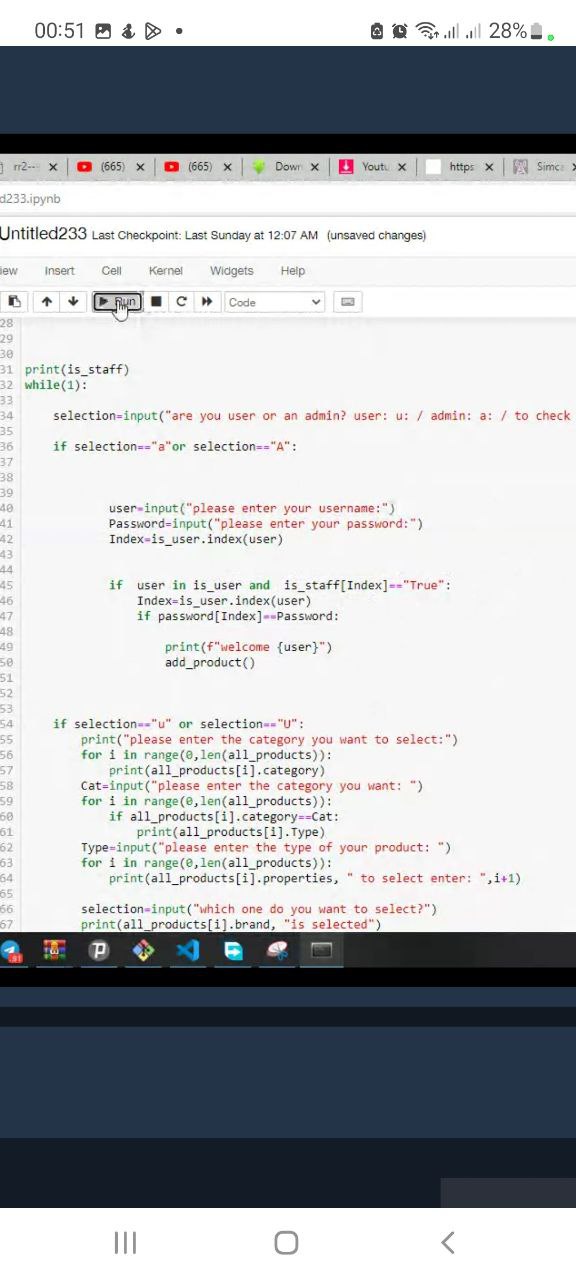 00:51
28%
rr2--
(665)
(665)
Down
Youtu
https
Simca
d233.ipynb
Untitled233 Last Checkpoint: Last Sunday at 12:07 AM (unsaved changes)
iew Insert Cell Kernel Widgets Help
Run
Code
28
29
30
31 print(is_staff)
32 while(1):
33
34 selection=input("are you user or an admin? user: u: / admin: a: / to check
35
36 if selection=="a"or selection=="A":
37
38
39
40 user=input("please enter your username:")
41 Password=input("please enter your password:")
42 Index=is_user.index(user)
43
44
45 if user in is_user and is_staff[Index]=="True":
46 Index=is_user.index(user)
47 if password[Index]==Password:
48
49 print(f"welcome {user}")
50 add_product()
51
52
53
54 if selection=="u" or selection=="U":
55 print("please enter the category you want to select:")
56 for i in range(0,len(all_products)):
57 print(all_products[i].category)
58 Cat=input("please enter the category you want: ")
59 for i in range(0,len(all_products)):
60 if all_products[i].category==Cat:
61 print(all_products[i].Type)
62 Type=input("please enter the type of your product: ")
63 for i in range(0,len(all_products)):
64 print(all_products[i].properties, " to select enter: ",i+1)
65
66 selection=input("which one do you want to select?")
67 print(all_products[i].brand, "is selected")